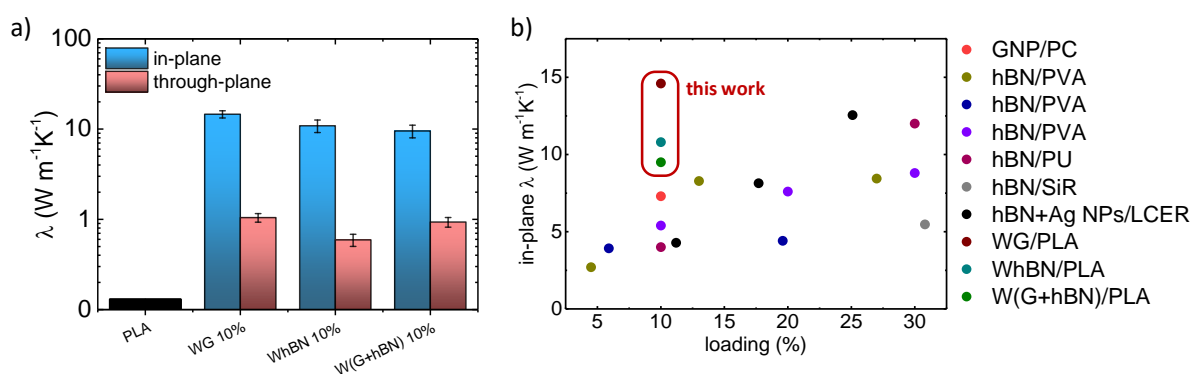 a)
λ (W m⁻¹K⁻¹)
100
10
1
0
in-plane
through-plane
PLA
WG 10%
WhBN 10%
W(G+hBN) 10%
b)
in-plane λ (W m⁻¹K⁻¹)
15
10
5
0
this work
5
10
15
20
25
30
loading (%)
GNP/PC
hBN/PVA
hBN/PVA
hBN/PVA
hBN/PU
hBN/SiR
hBN+Ag NPs/LCER
WG/PLA
WhBN/PLA
W(G+hBN)/PLA